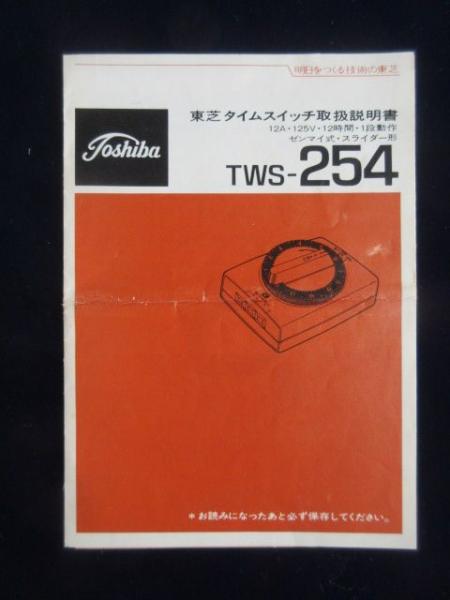 明日をつくる技術の東芝
Toshiba
東芝タイムスイッチ取扱説明書
12A・125V・12時間・1段動作
ゼンマイ式・スライダー形
TWS-254
＊お読みになったあと必ず保存してください。